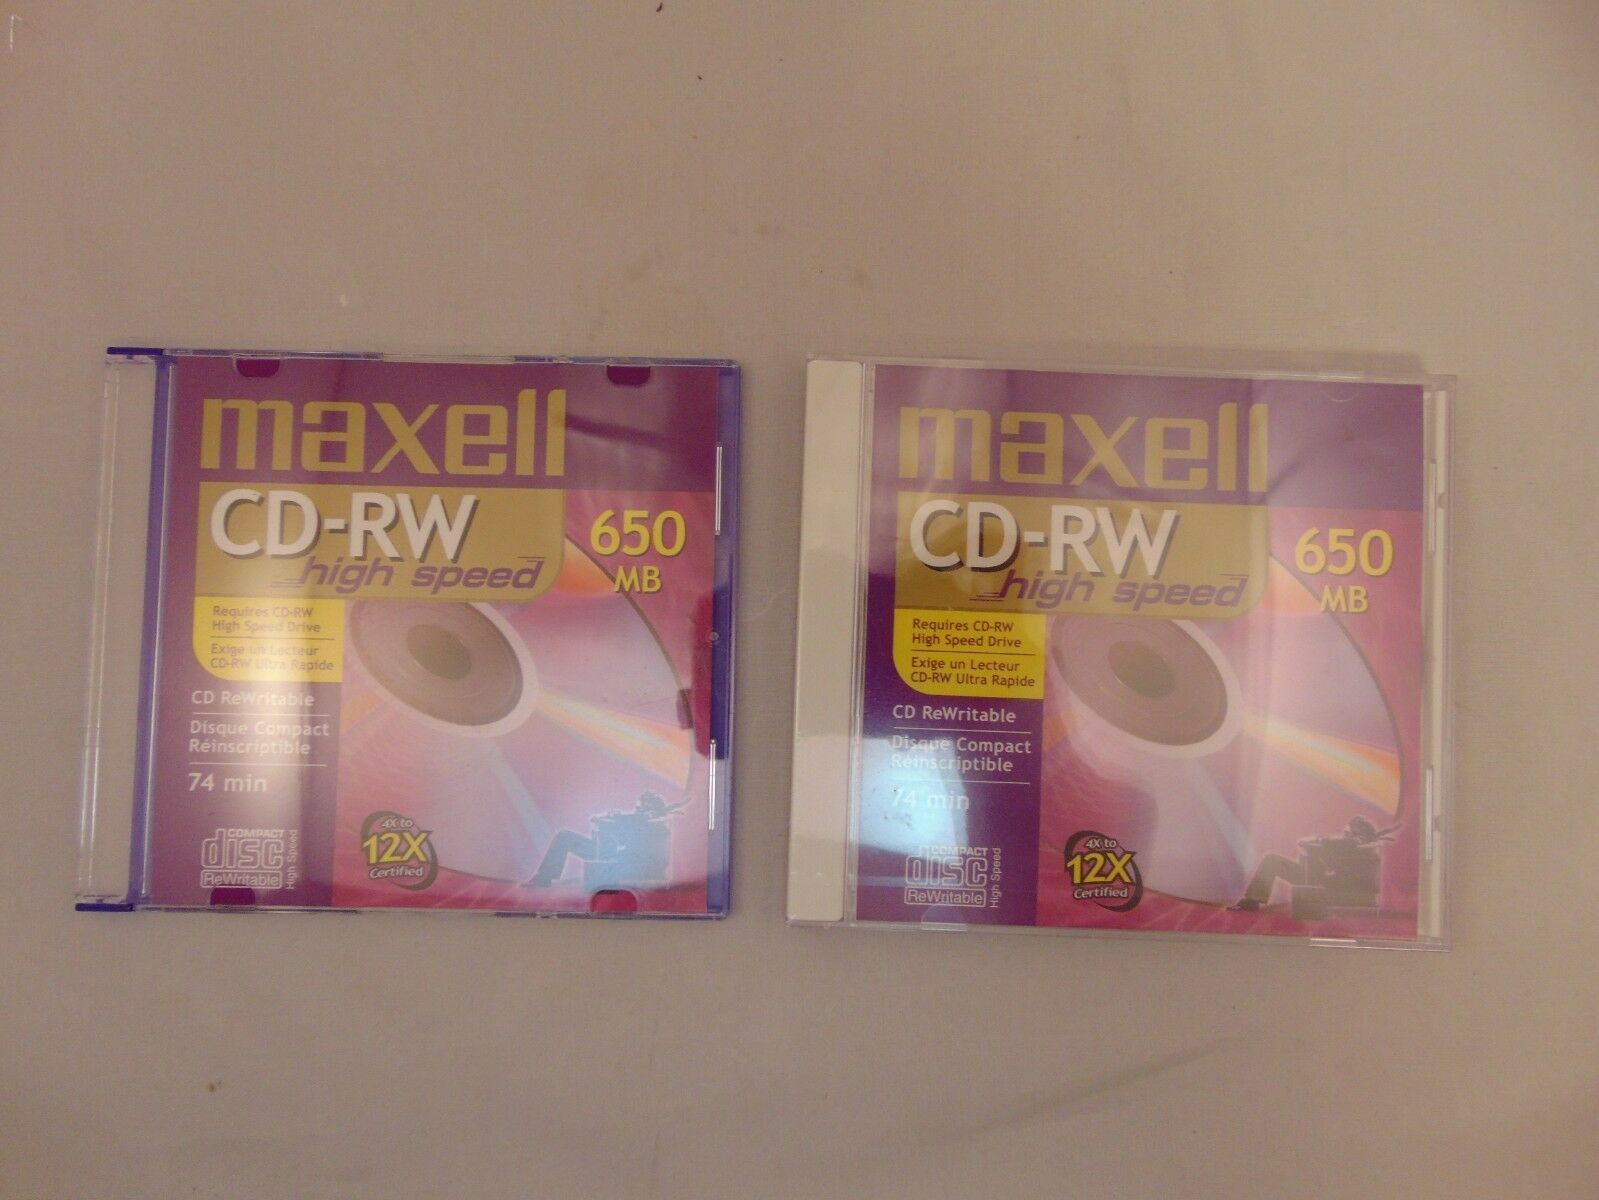 maxell
CD-RW
high speed
650
MB
Requires CD-RW
High Speed Drive
Exige un Lecteur
CD-RW Ultra Rapide
CD ReWritable
Disque Compact
Réinscriptible
74 min
COMPACT
disc
ReWritable
High Speed
4X to
12X
Certified
maxell
CD-RW
high speed
650
MB
Requires CD-RW
High Speed Drive
Exige un Lecteur
CD-RW Ultra Rapide
CD ReWritable
Disque Compact
Réinscriptible
74 min
COMPACT
disc
ReWritable
High Speed
4X to
12X
Certified